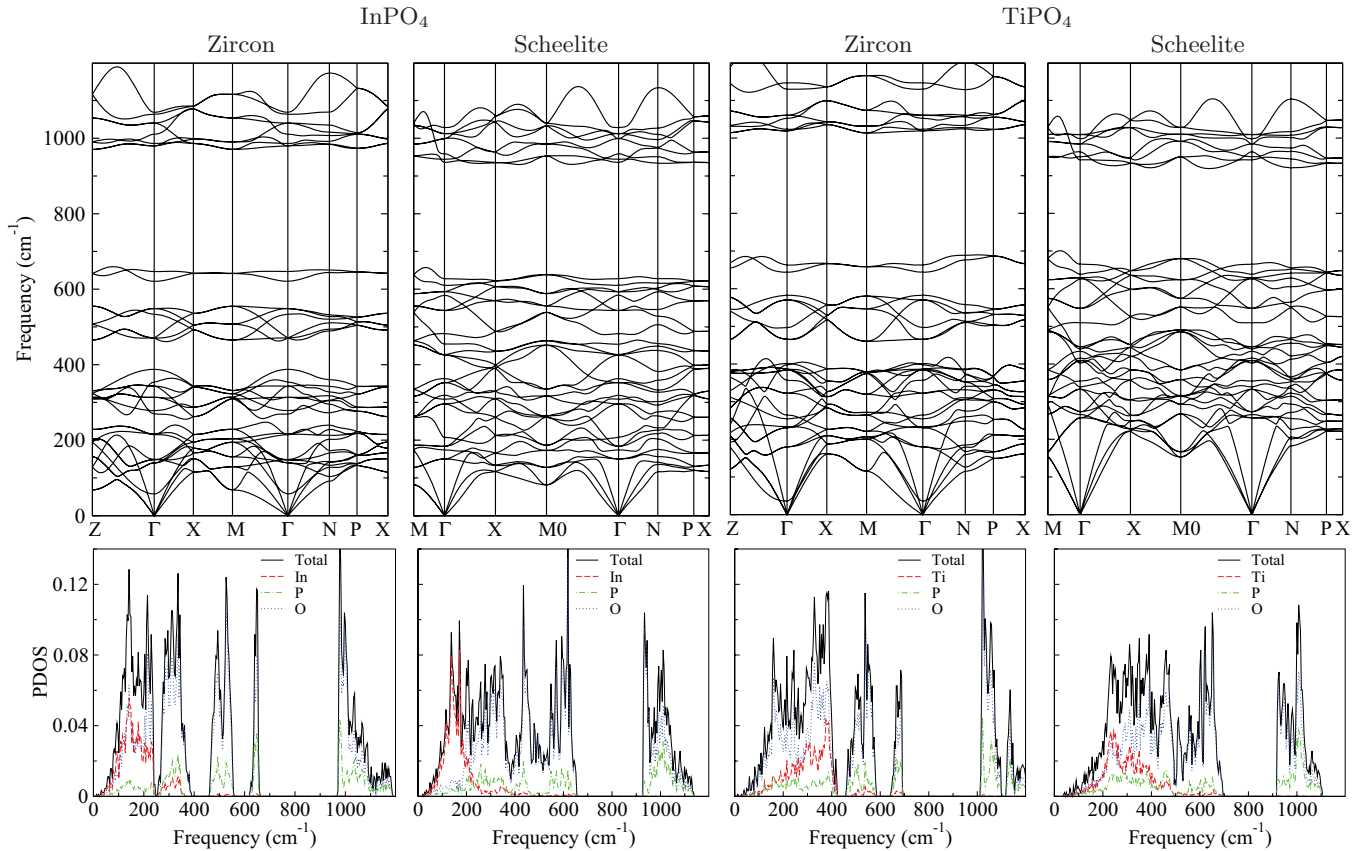 InPO₄ TiPO₄
Zircon Scheelite Zircon Scheelite
Frequency (cm⁻¹)
1000
800
600
400
200
0
Z Γ X M Γ N P X
M Γ X M0 Γ N P X
Z Γ X M Γ N P X
M Γ X M0 Γ N P X
PDOS
0.12
0.08
0.04
0
Total
In
P
O
0 200 400 600 800 1000
Frequency (cm⁻¹)
Total
In
P
O
0 200 400 600 800 1000
Frequency (cm⁻¹)
Total
Ti
P
O
0 200 400 600 800 1000
Frequency (cm⁻¹)
Total
Ti
P
O
0 200 400 600 800 1000
Frequency (cm⁻¹)